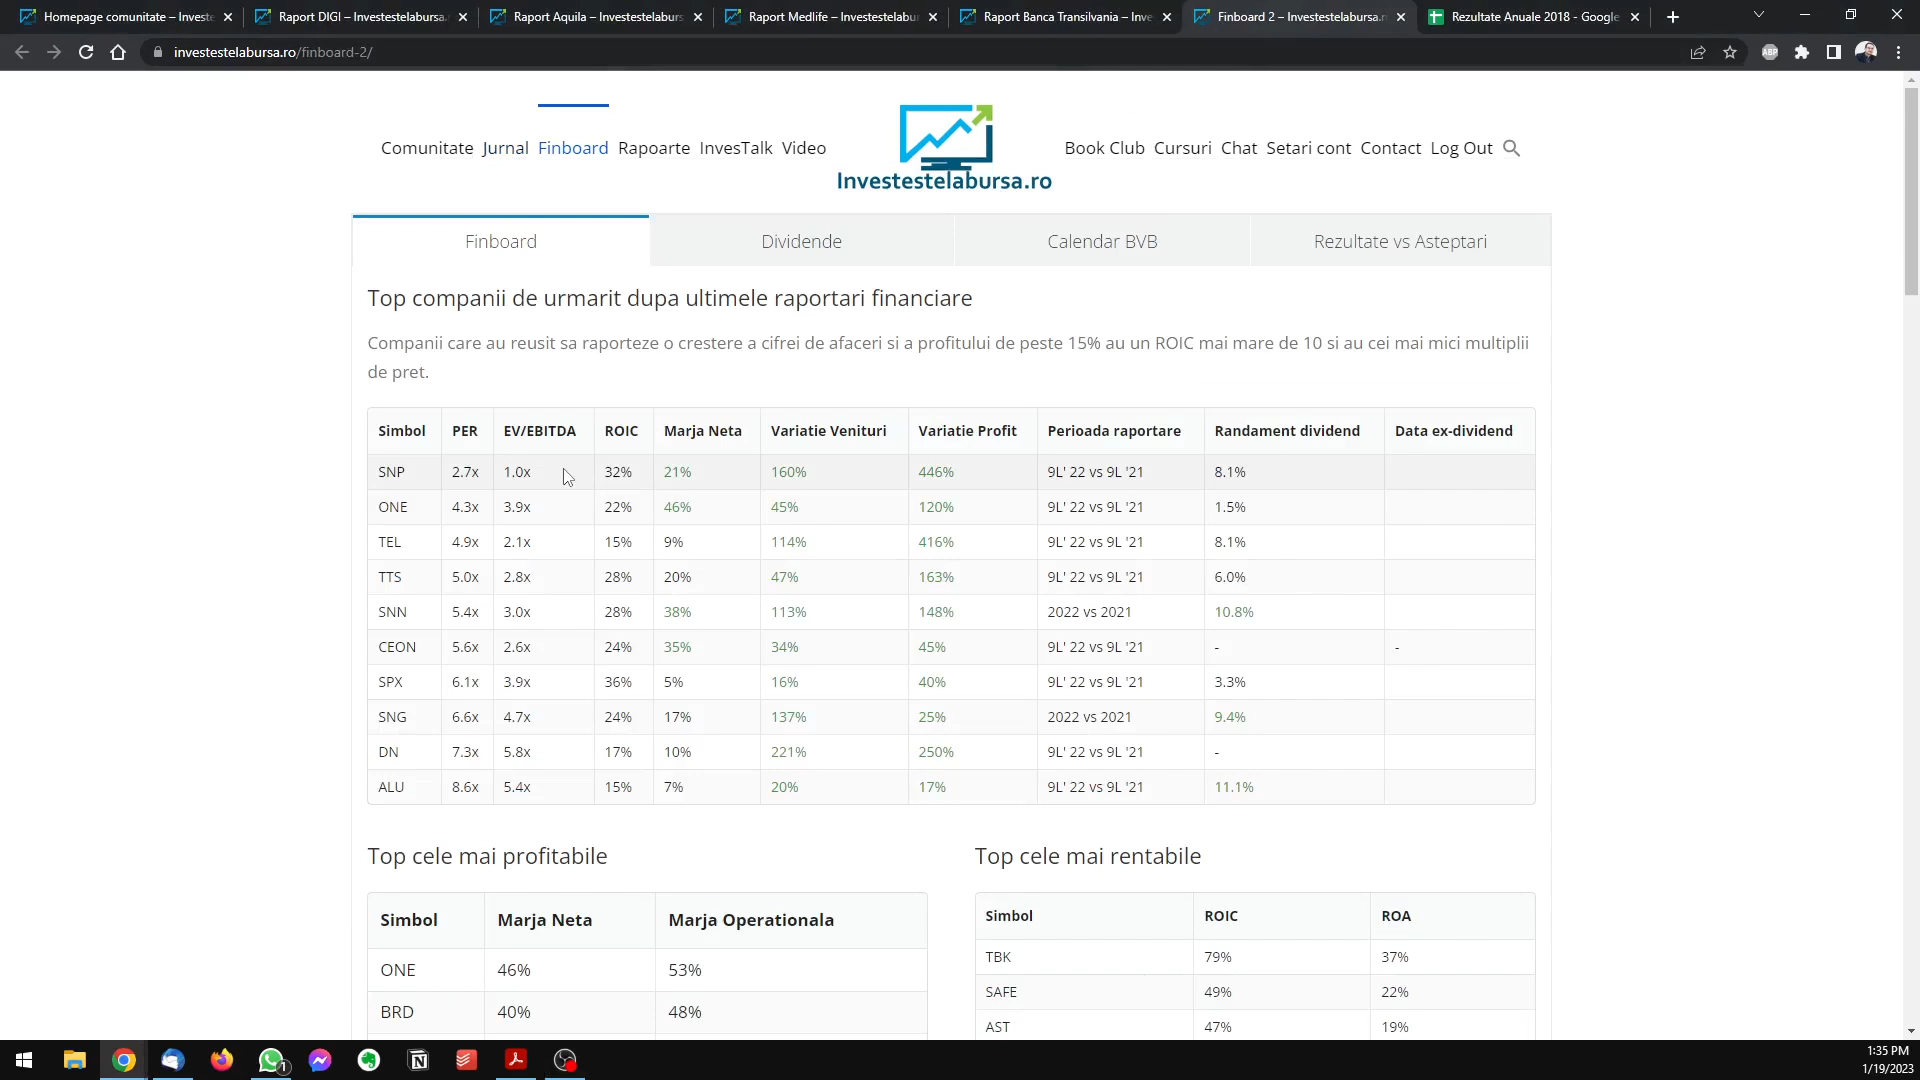 Homepage comunitate – Investe
Raport DIGI – Investestelabursa.
Raport Aquila – Investestelaburs
Raport Medlife – Investestelabur
Raport Banca Transilvania – Inve
Finboard 2 – Investestelabursa.r
Rezultate Anuale 2018 - Google
investestelabursa.ro/finboard-2/
ABP
Comunitate Jurnal Finboard Rapoarte InvesTalk Video
Investestelabursa.ro
Book Club Cursuri Chat Setari cont Contact Log Out
Finboard Dividende Calendar BVB Rezultate vs Asteptari
Top companii de urmarit dupa ultimele raportari financiare
Companii care au reusit sa raporteze o crestere a cifrei de afaceri si a profitului de peste 15% au un ROIC mai mare de 10 si au cei mai mici multiplii
de pret.
Simbol PER EV/EBITDA ROIC Marja Neta Variatie Venituri Variatie Profit Perioada raportare Randament dividend Data ex-dividend
SNP 2.7x 1.0x 32% 21% 160% 446% 9L' 22 vs 9L '21 8.1%
ONE 4.3x 3.9x 22% 46% 45% 120% 9L' 22 vs 9L '21 1.5%
TEL 4.9x 2.1x 15% 9% 114% 416% 9L' 22 vs 9L '21 8.1%
TTS 5.0x 2.8x 28% 20% 47% 163% 9L' 22 vs 9L '21 6.0%
SNN 5.4x 3.0x 28% 38% 113% 148% 2022 vs 2021 10.8%
CEON 5.6x 2.6x 24% 35% 34% 45% 9L' 22 vs 9L '21 - -
SPX 6.1x 3.9x 36% 5% 16% 40% 9L' 22 vs 9L '21 3.3%
SNG 6.6x 4.7x 24% 17% 137% 25% 2022 vs 2021 9.4%
DN 7.3x 5.8x 17% 10% 221% 250% 9L' 22 vs 9L '21 -
ALU 8.6x 5.4x 15% 7% 20% 17% 9L' 22 vs 9L '21 11.1%
Top cele mai profitabile
Simbol Marja Neta Marja Operationala
ONE 46% 53%
BRD 40% 48%
Top cele mai rentabile
Simbol ROIC ROA
TBK 79% 37%
SAFE 49% 22%
AST 47% 19%
1
1:35 PM
1/19/2023